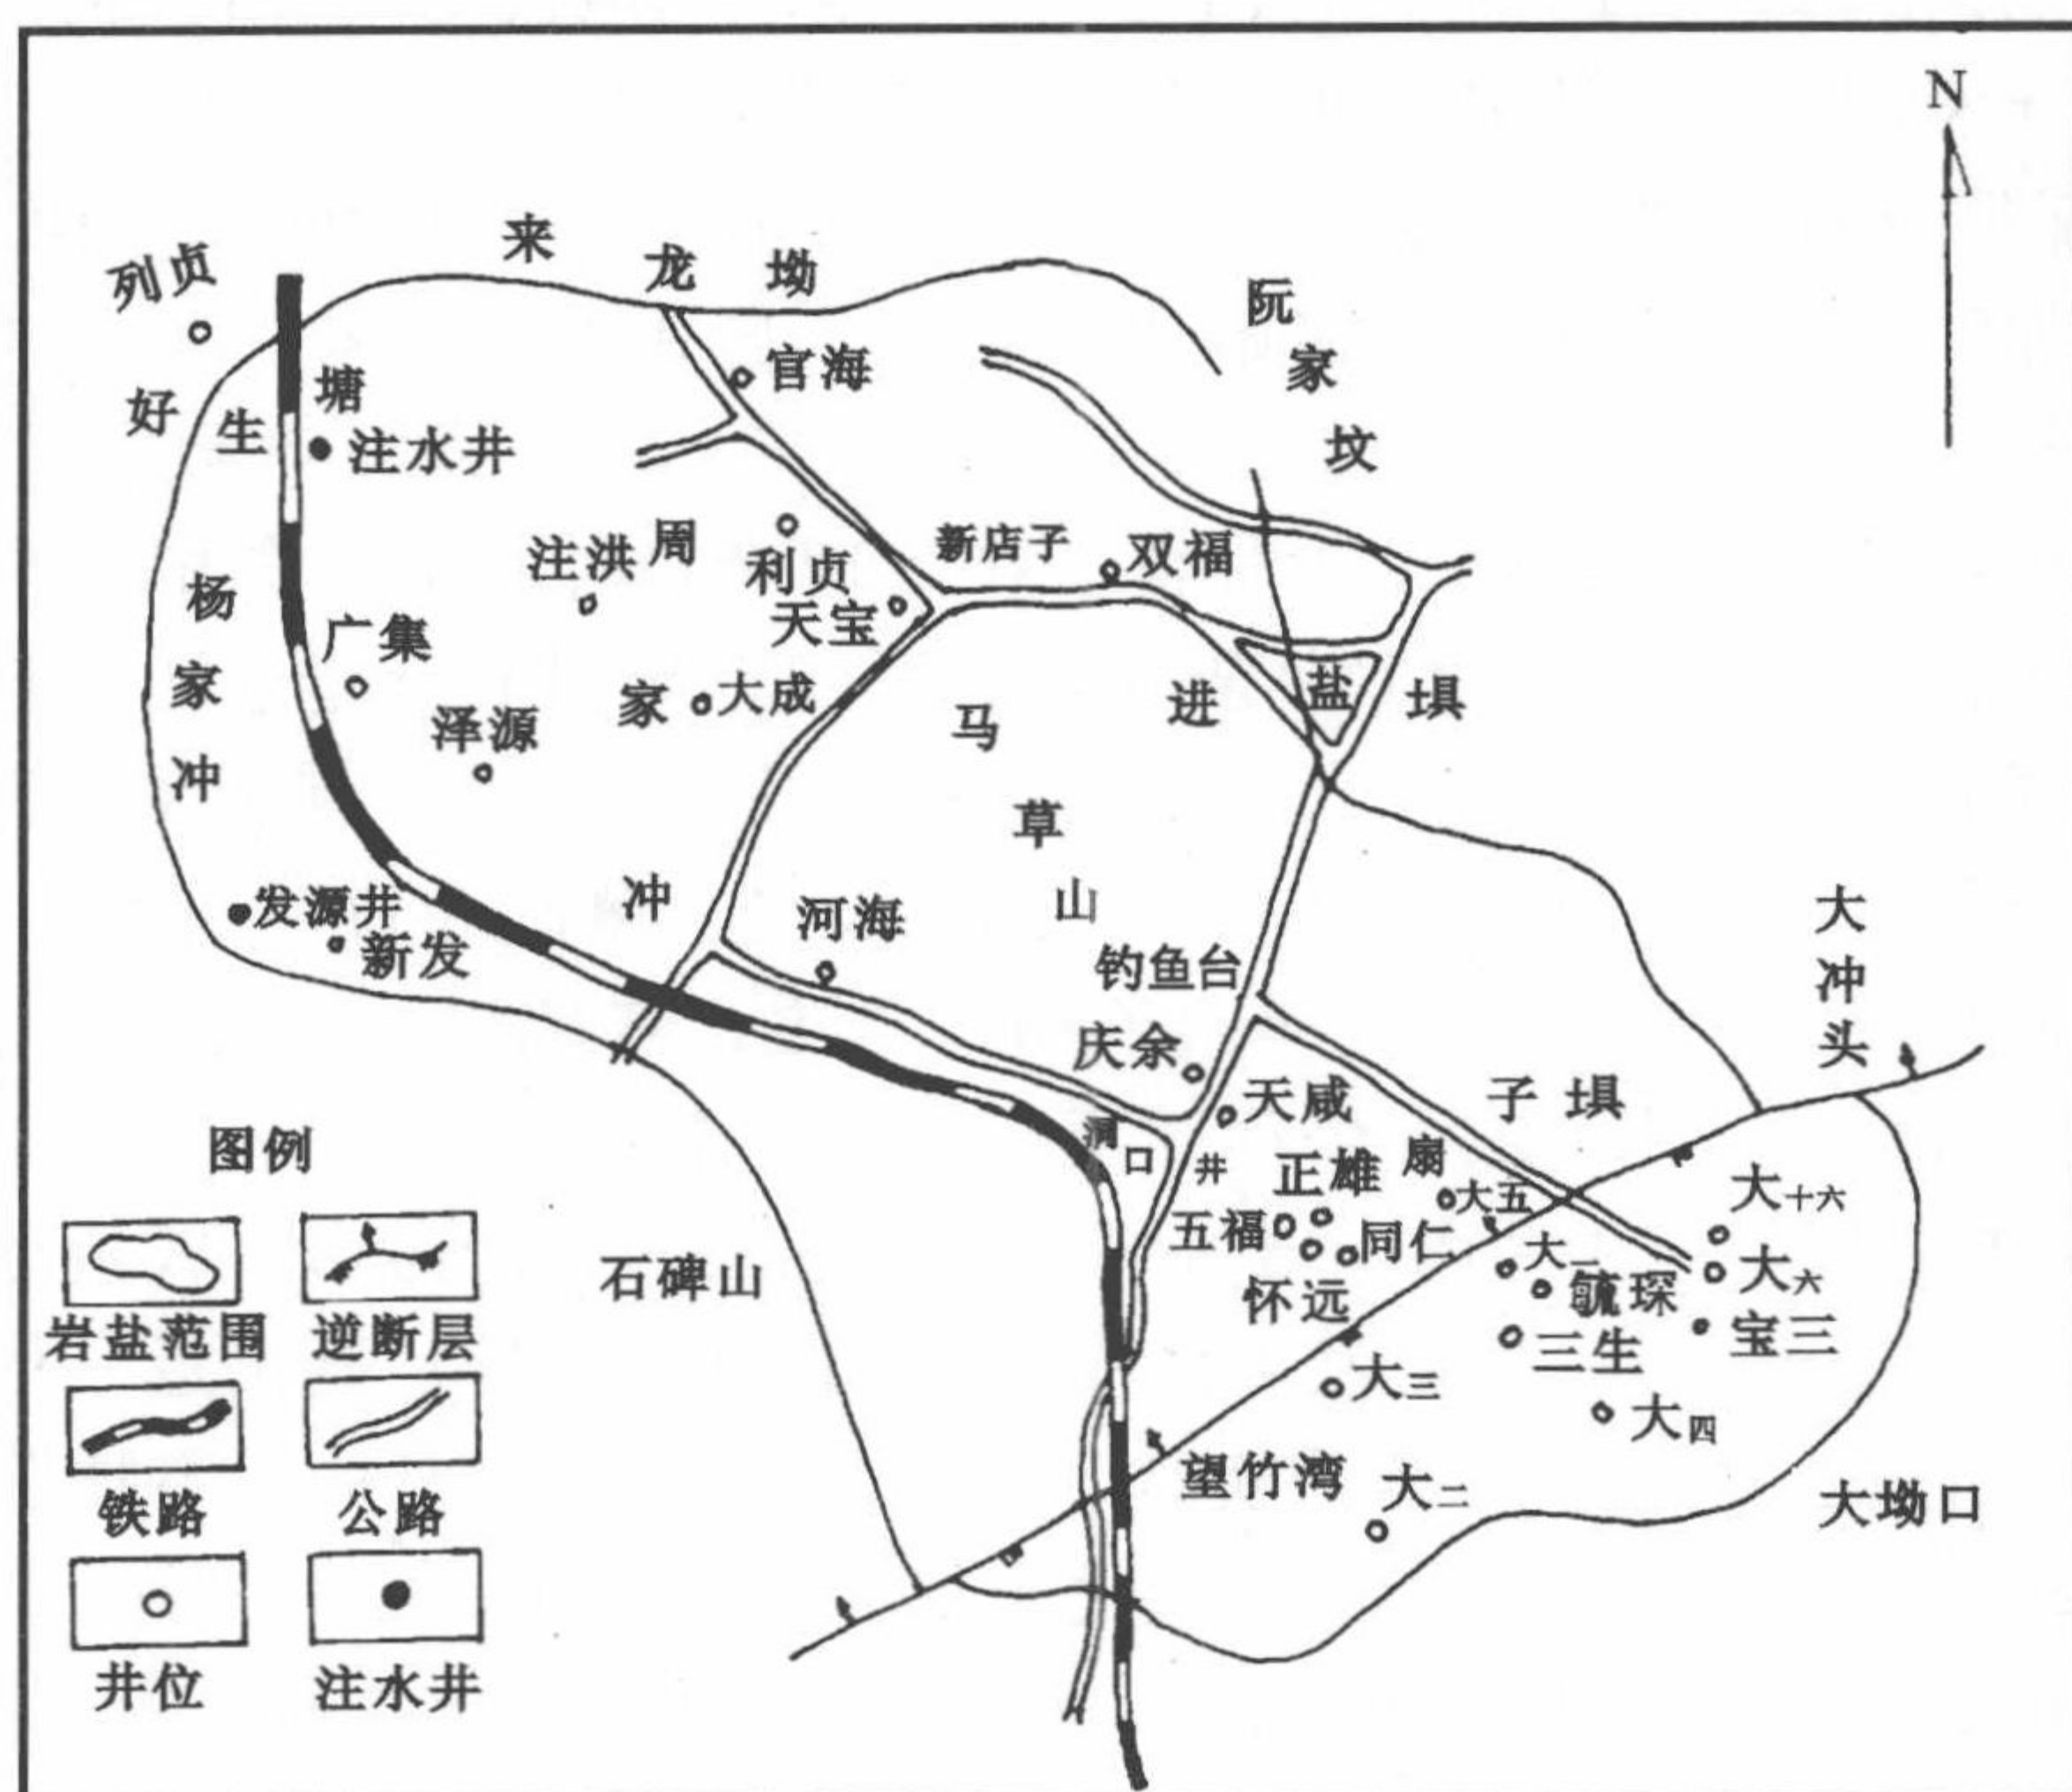 N
来龙坳
列贞
阮家坟
官海
好生塘
注水井
新店子
双福
注洪
周家冲
利贞
天宝
杨家冲
广集
大成
泽源
马草山
进
盐
埧
发源井
新发
河海
钓鱼台
庆余
大冲头
天咸
子埧
口
井
正雄
扇
大五
大十六
五福
同仁
大一
大六
毓琛
怀远
宝三
三生
石碑山
大三
大四
望竹湾
大二
大坳口
图例
岩盐范围
逆断层
铁路
公路
井位
注水井